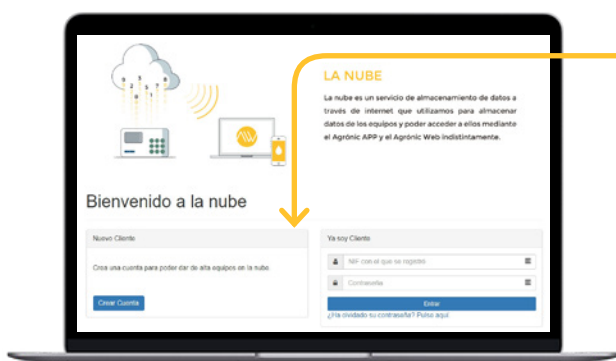 LA NUBE
La nube es un servicio de almacenamiento de datos a
través de internet que utilizamos para almacenar
datos de los equipos y poder acceder a ellos mediante
el Agrónic APP y el Agrónic Web indistintamente.
Bienvenido a la nube
Nuevo Cliente
Crea una cuenta para poder dar de alta equipos en la nube.
Crear Cuenta
Ya soy Cliente
NIF con el que se registró
Contraseña
Entrar
¿Ha olvidado su contraseña? Pulse aquí